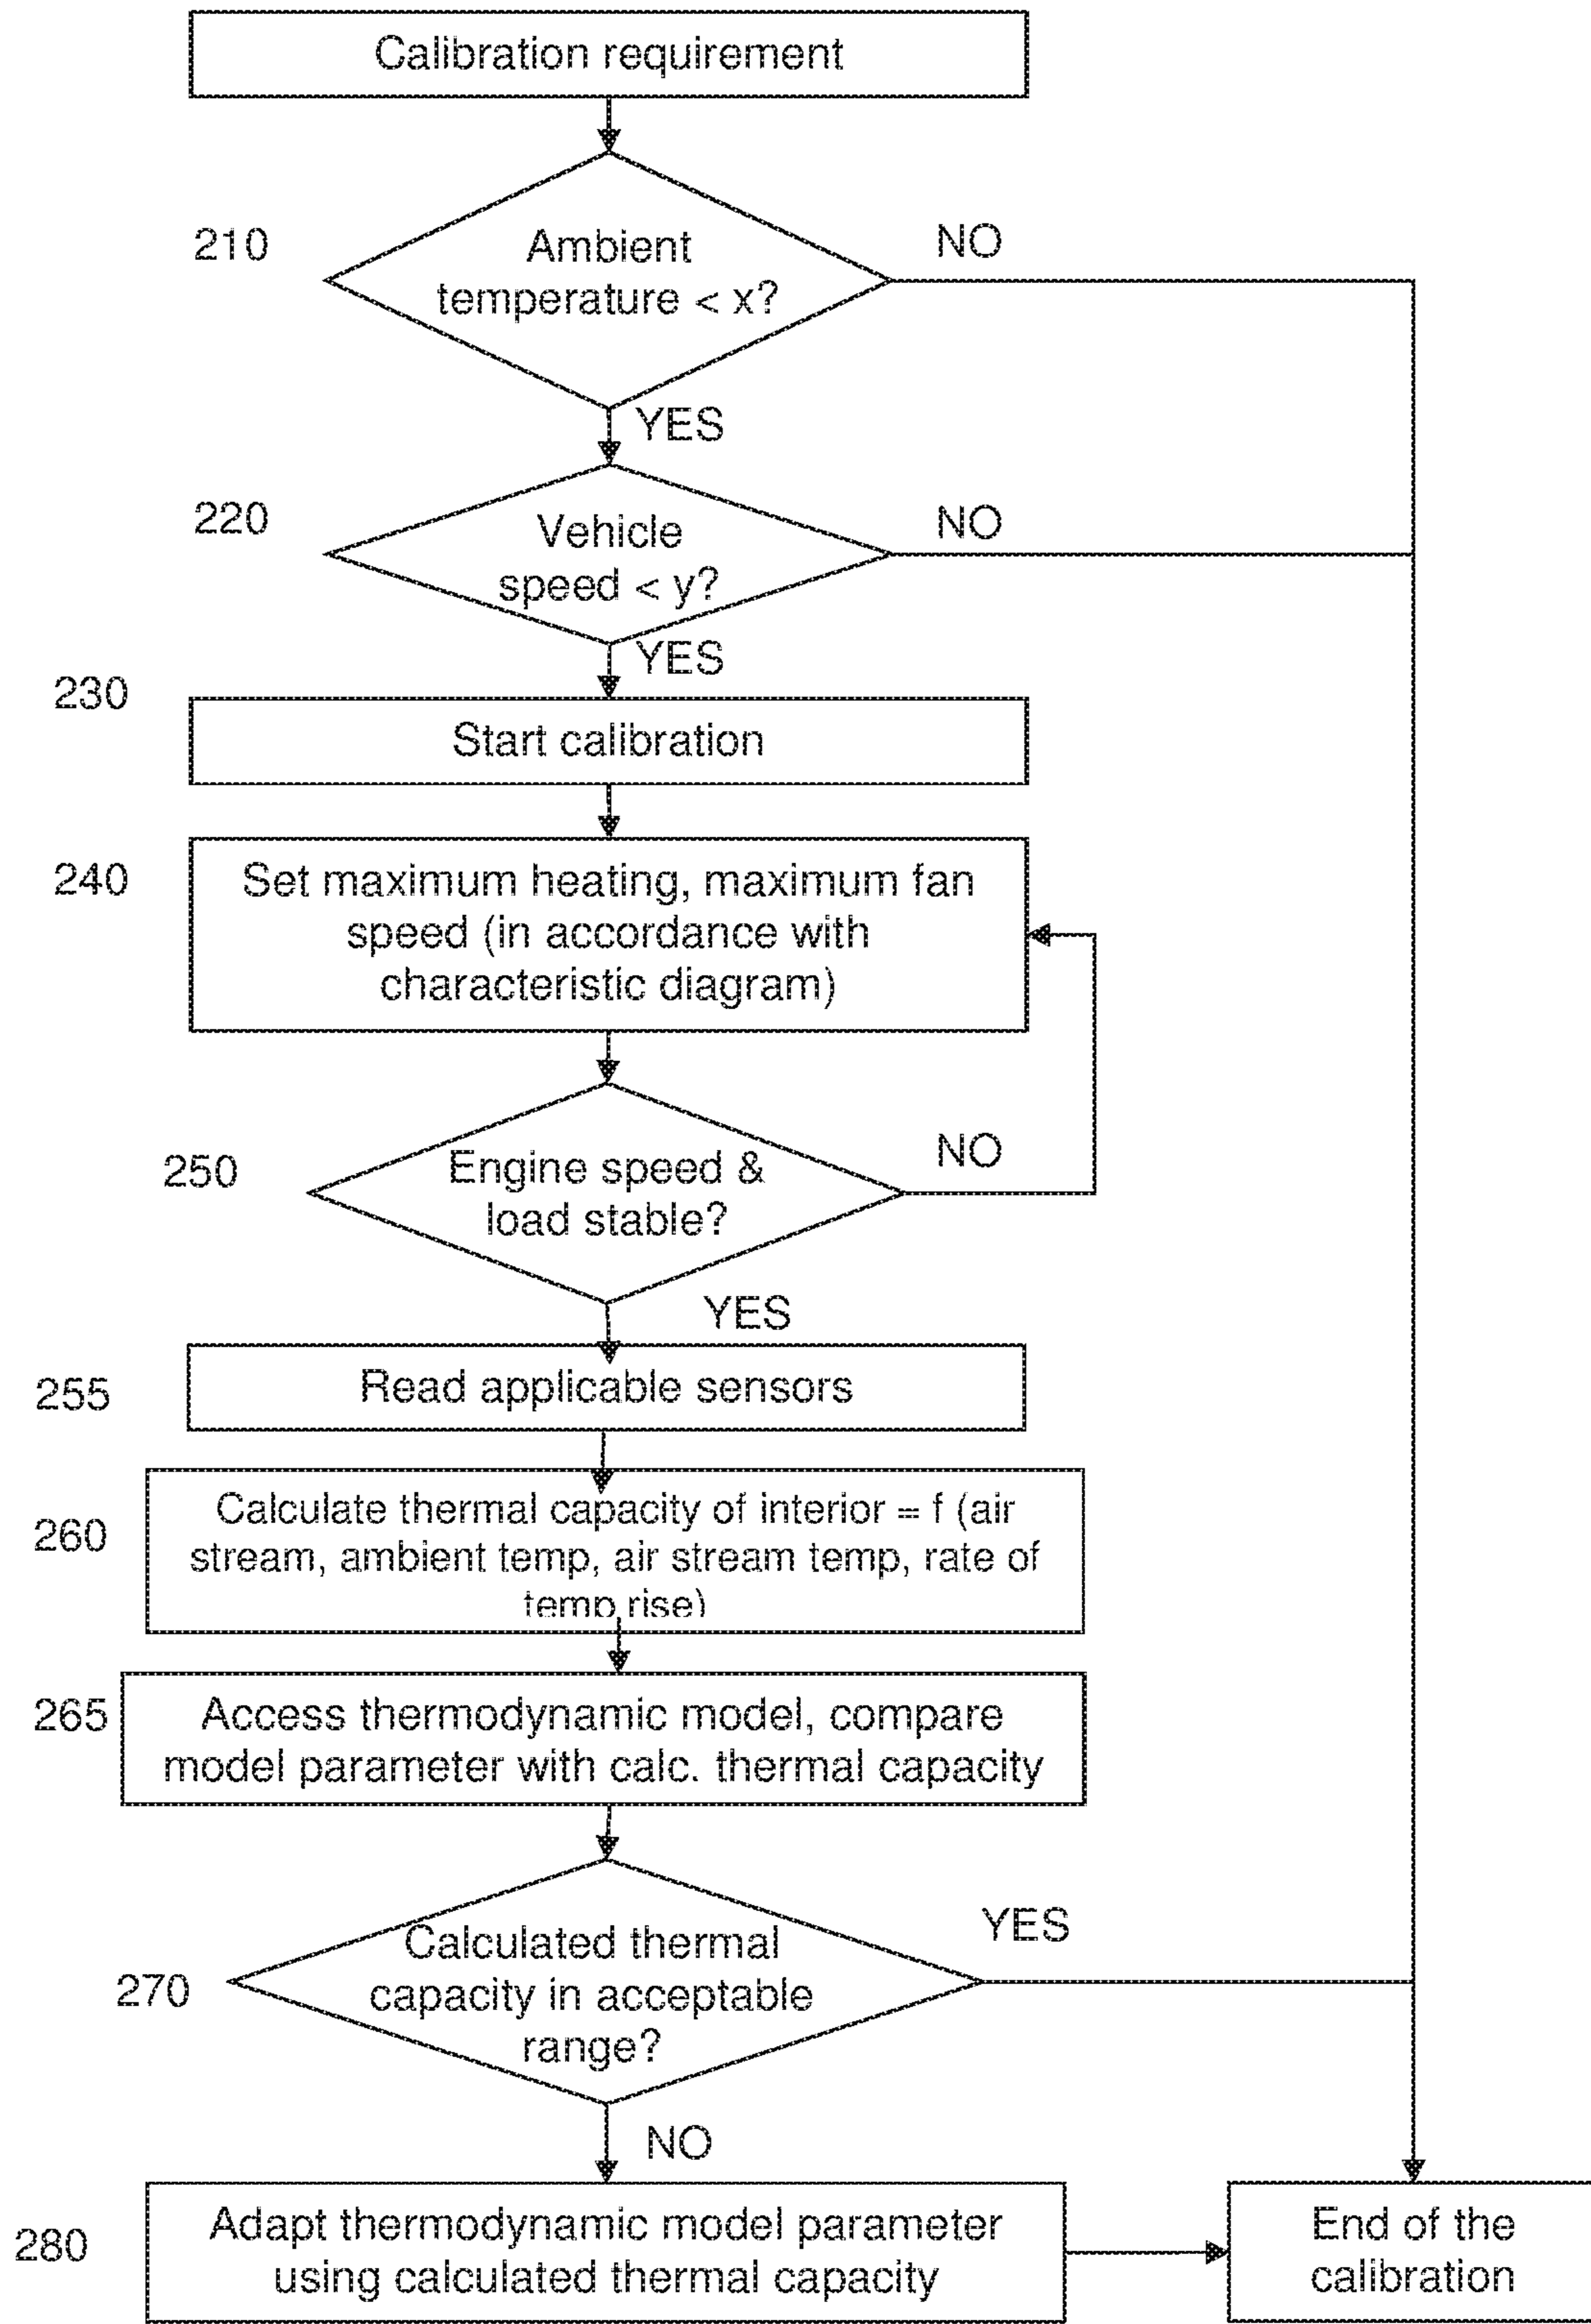 Calibration requirement
210
Ambient
temperature < x?
NO
YES
220
Vehicle
speed < y?
NO
YES
230
Start calibration
240
Set maximum heating, maximum fan
speed (in accordance with
characteristic diagram)
250
Engine speed &
load stable?
NO
YES
255
Read applicable sensors
260
Calculate thermal capacity of interior = f (air
stream, ambient temp, air stream temp, rate of
temp rise)
265
Access thermodynamic model, compare
model parameter with calc. thermal capacity
270
Calculated thermal
capacity in acceptable
range?
YES
NO
280
Adapt thermodynamic model parameter
using calculated thermal capacity
End of the
calibration